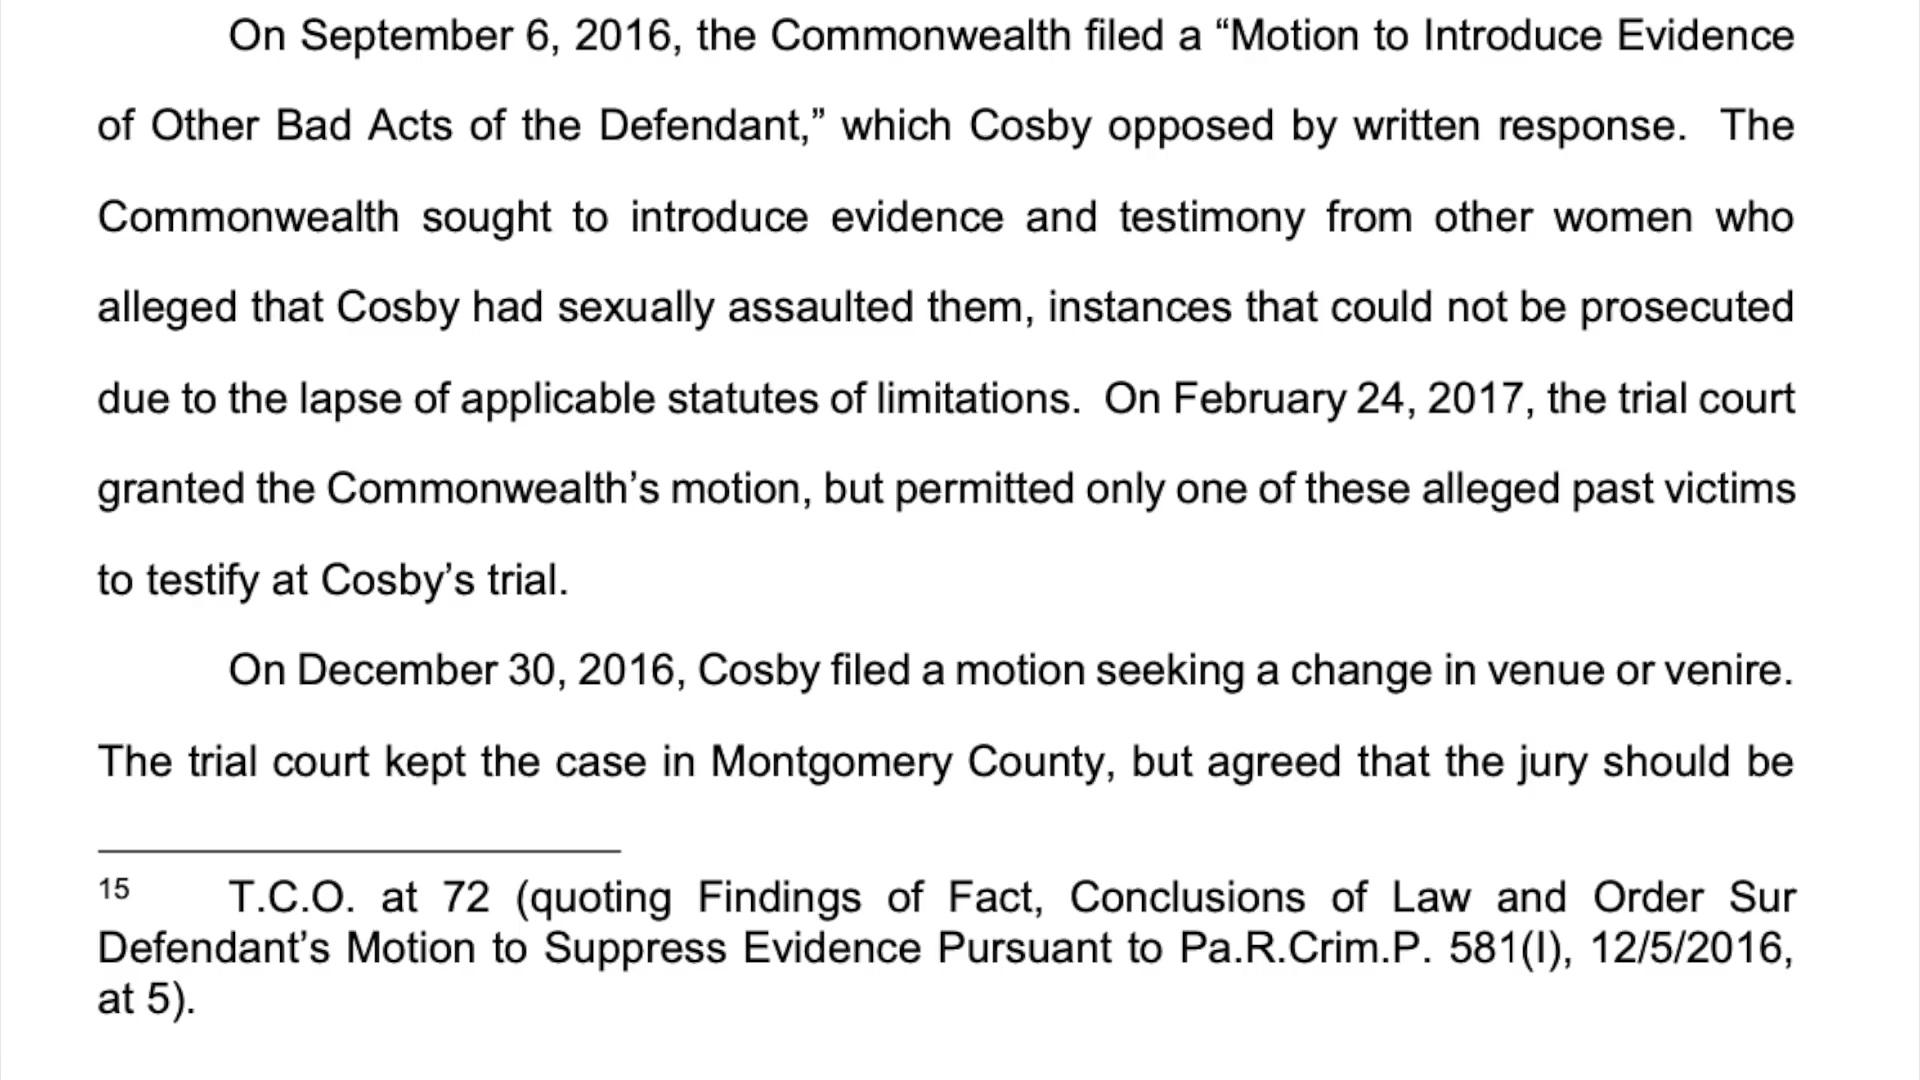 On September 6, 2016, the Commonwealth filed a “Motion to Introduce Evidence
of Other Bad Acts of the Defendant,” which Cosby opposed by written response.  The
Commonwealth sought to introduce evidence and testimony from other women who
alleged that Cosby had sexually assaulted them, instances that could not be prosecuted
due to the lapse of applicable statutes of limitations.  On February 24, 2017, the trial court
granted the Commonwealth’s motion, but permitted only one of these alleged past victims
to testify at Cosby’s trial.
On December 30, 2016, Cosby filed a motion seeking a change in venue or venire.
The trial court kept the case in Montgomery County, but agreed that the jury should be
15 T.C.O. at 72 (quoting Findings of Fact, Conclusions of Law and Order Sur
Defendant’s Motion to Suppress Evidence Pursuant to Pa.R.Crim.P. 581(I), 12/5/2016,
at 5).